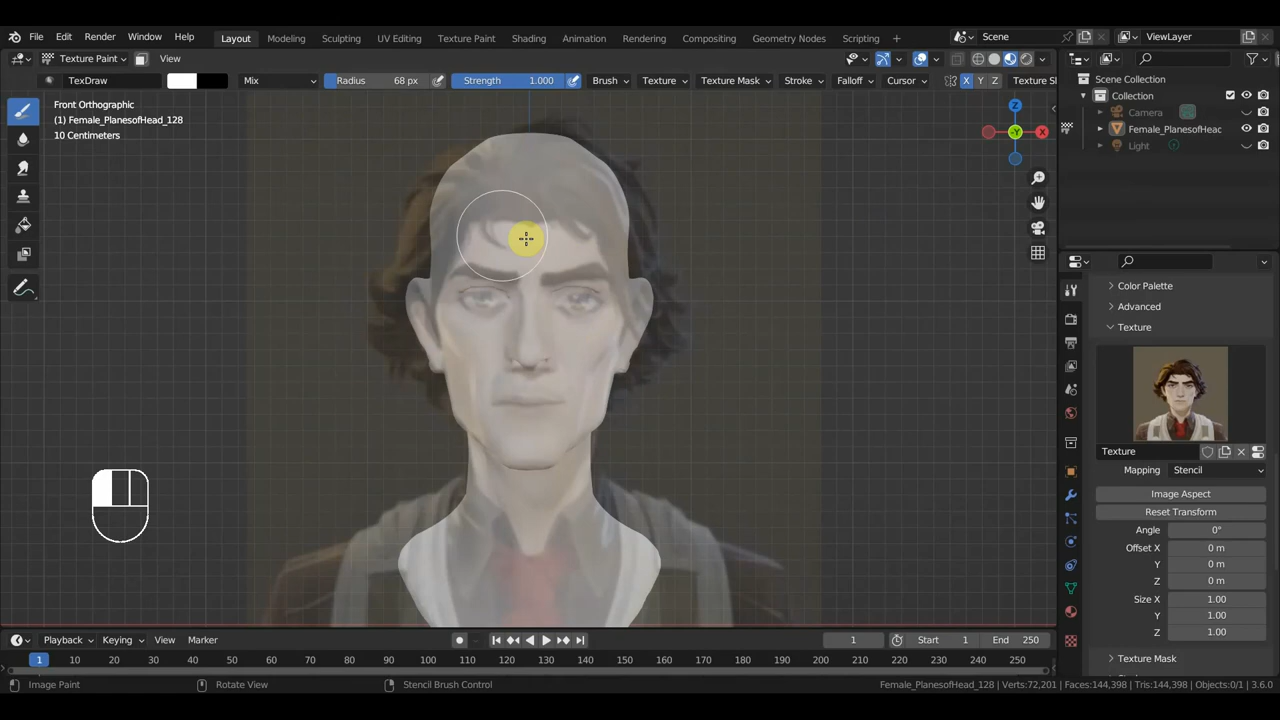 File Edit Render Window Help Layout Modeling Sculpting UV Editing Texture Paint Shading Animation Rendering Compositing Geometry Nodes Scripting + Scene ViewLayer
Texture Paint View
TexDraw Mix Radius 68 px Strength 1.000 Brush Texture Texture Mask Stroke Falloff Cursor X Y Z Texture Sl
Front Orthographic
(1) Female_PlanesofHead_128
10 Centimeters
Z
X
-Y
Scene Collection
Collection
Camera
Female_PlanesofHeac
Light
Color Palette
Advanced
Texture
Texture
Mapping Stencil
Image Aspect
Reset Transform
Angle 0°
Offset X 0 m
Y 0 m
Z 0 m
Size X 1.00
Y 1.00
Z 1.00
Texture Mask
Playback Keying View Marker 1 Start 1 End 250
1 10 20 30 40 50 60 70 80 90 100 110 120 130 140 150 160 170 180 190 200 210 220 230 240 250
Image Paint Rotate View Stencil Brush Control Female_PlanesofHead_128 | Verts:72,201 | Faces:144,398 | Tris:144,398 | Objects:0/1 | 3.6.0